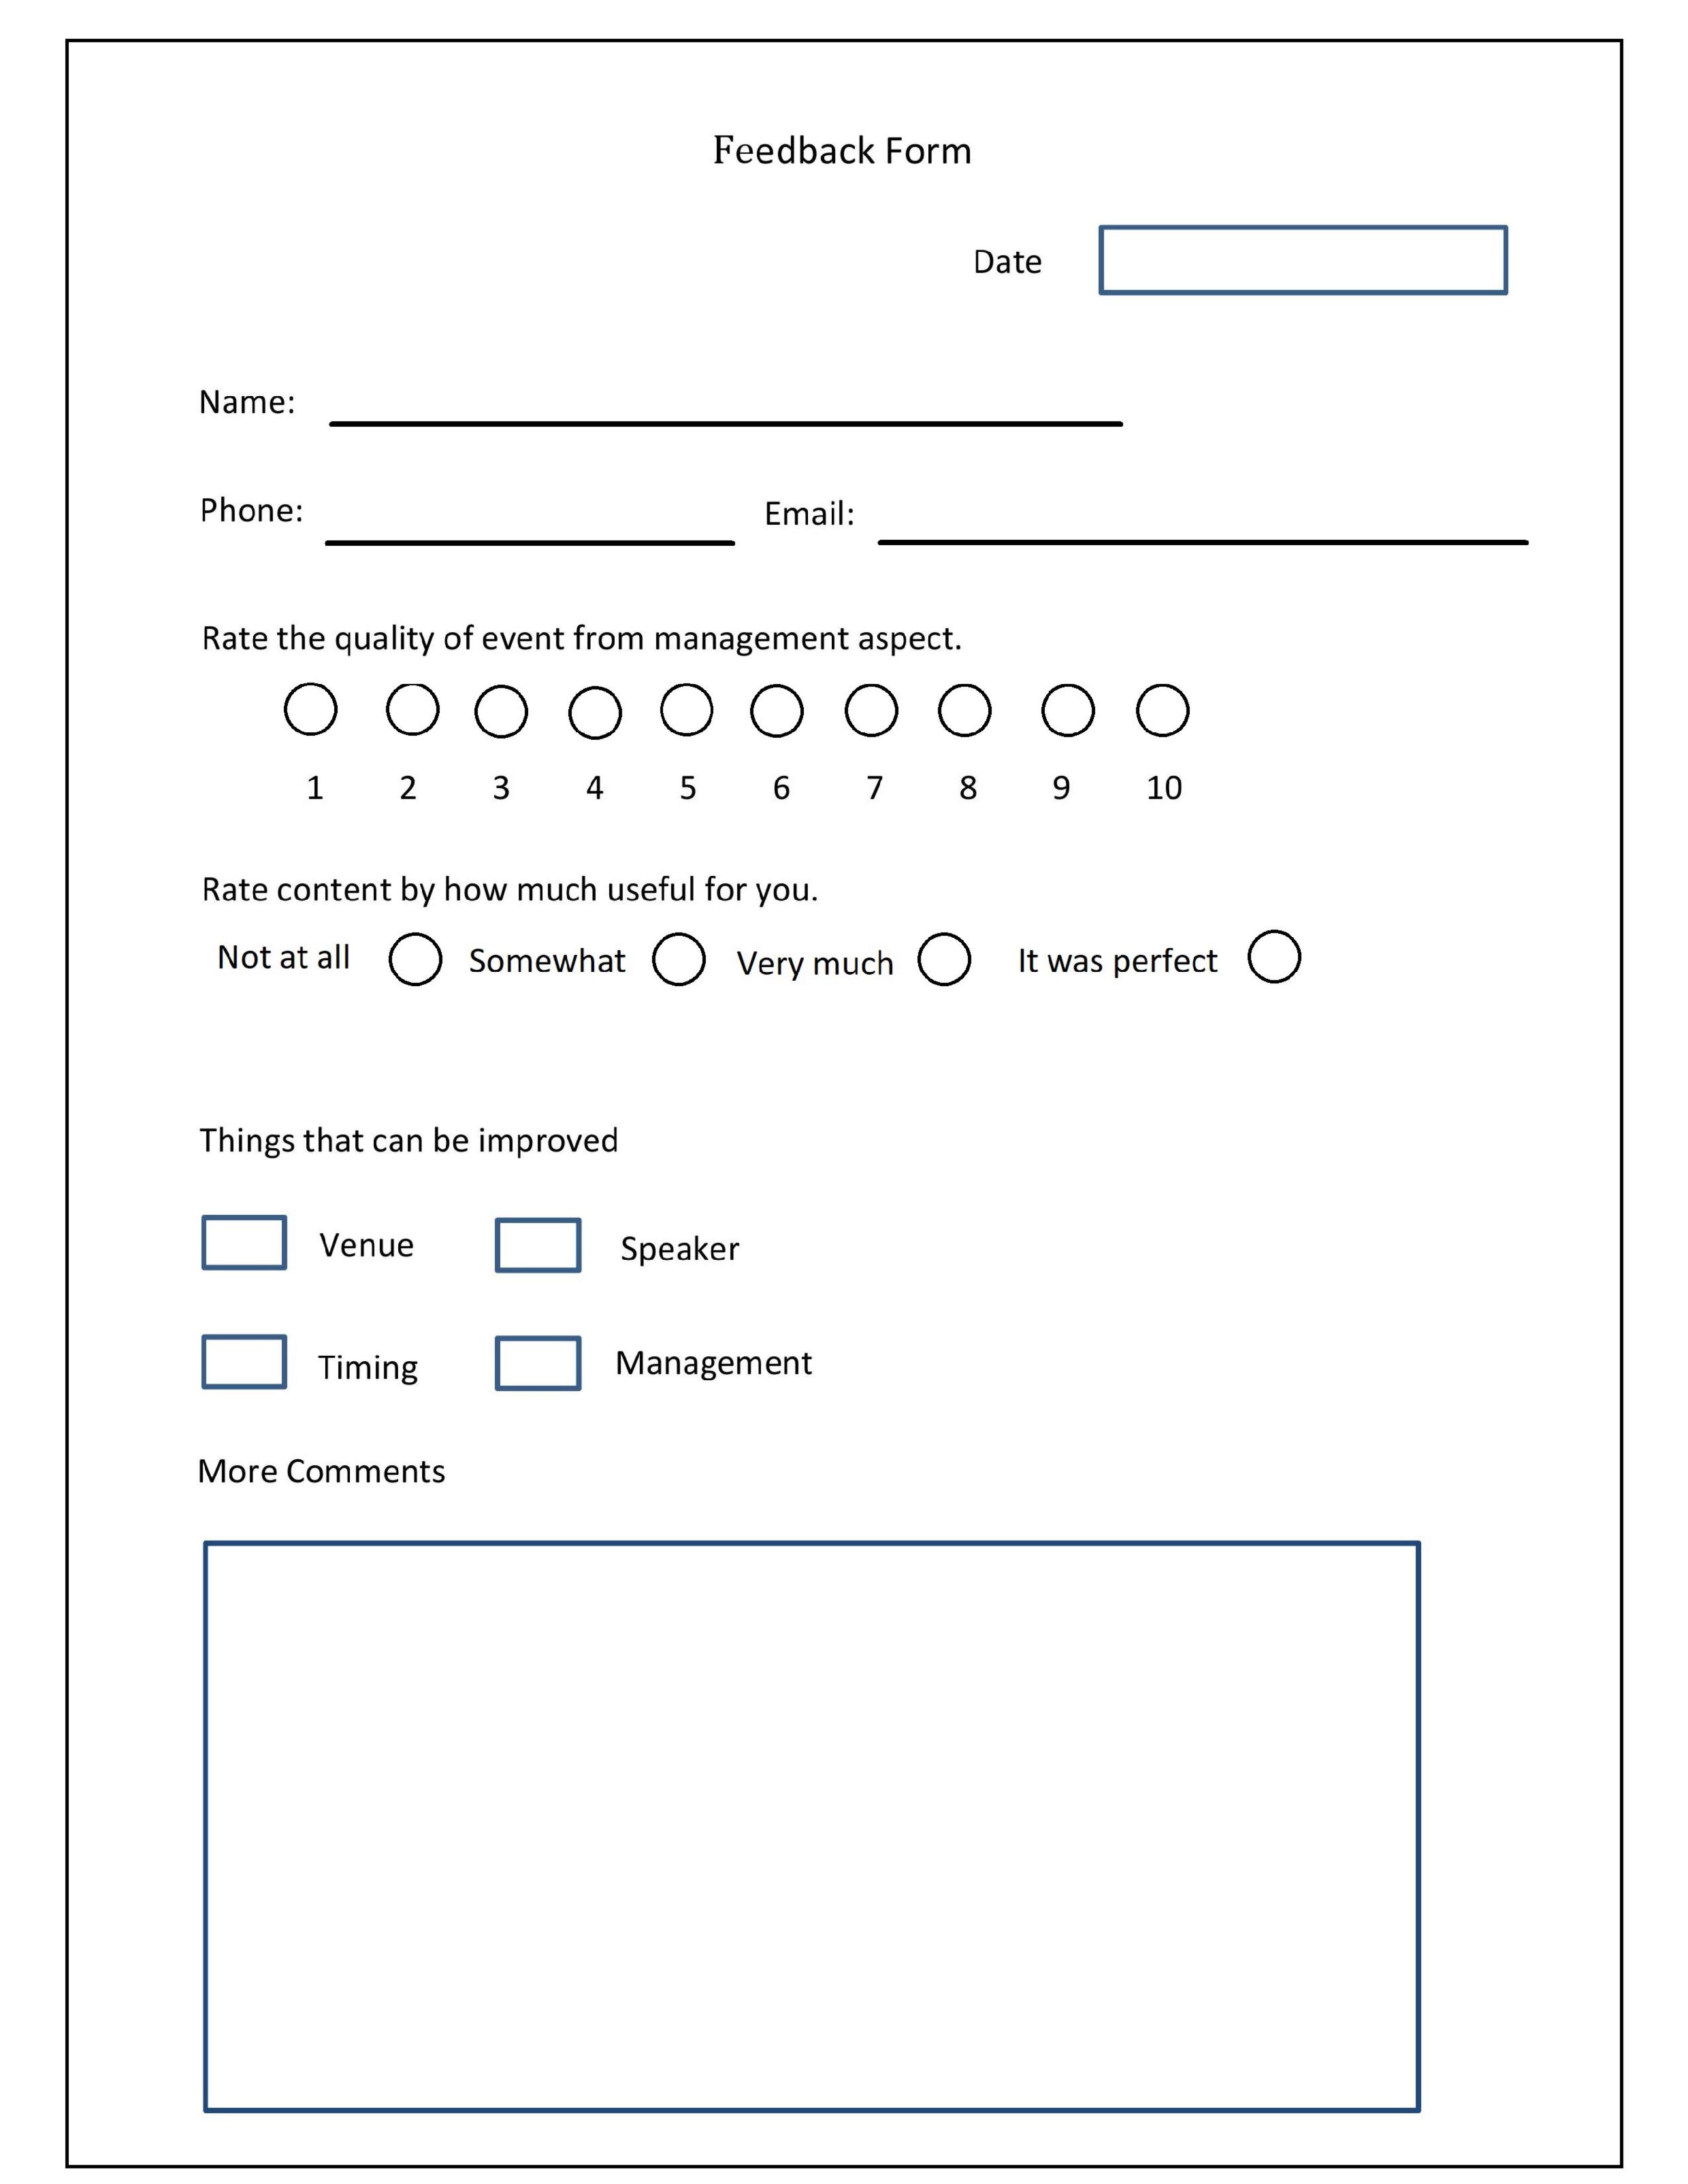 Feedback Form
Date
Name:
Phone: Email:
Rate the quality of event from management aspect.
1 2 3 4 5 6 7 8 9 10
Rate content by how much useful for you.
Not at all Somewhat Very much It was perfect
Things that can be improved
Venue Speaker
Timing Management
More Comments